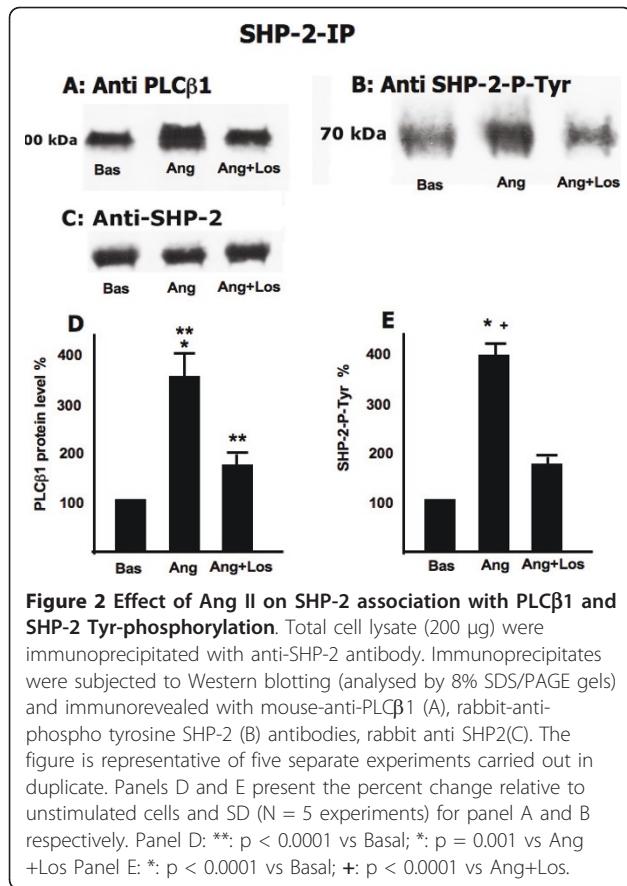 SHP-2-IP
A: Anti PLCβ1
B: Anti SHP-2-P-Tyr
00 kDa
Bas Ang Ang+Los
70 kDa
Bas Ang Ang+Los
C: Anti-SHP-2
Bas Ang Ang+Los
D
PLCβ1 protein level %
400
300
200
100
**
*
**
Bas Ang Ang+Los
E
SHP-2-P-Tyr %
400
300
200
100
* +
Bas Ang Ang+Los
Figure 2 Effect of Ang II on SHP-2 association with PLCβ1 and
SHP-2 Tyr-phosphorylation. Total cell lysate (200 μg) were
immunoprecipitated with anti-SHP-2 antibody. Immunoprecipitates
were subjected to Western blotting (analysed by 8% SDS/PAGE gels)
and immunorevealed with mouse-anti-PLCβ1 (A), rabbit-anti-
phospho tyrosine SHP-2 (B) antibodies, rabbit anti SHP2(C). The
figure is representative of five separate experiments carried out in
duplicate. Panels D and E present the percent change relative to
unstimulated cells and SD (N = 5 experiments) for panel A and B
respectively. Panel D: **: p < 0.0001 vs Basal; *: p = 0.001 vs Ang
+Los Panel E: *: p < 0.0001 vs Basal; +: p < 0.0001 vs Ang+Los.